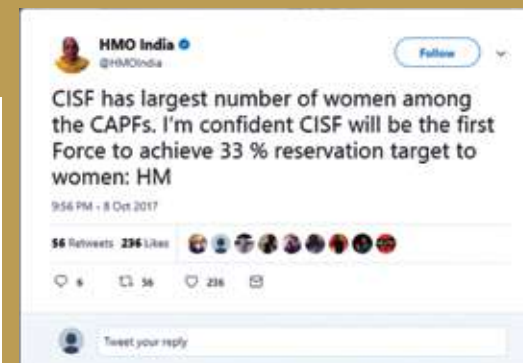 HMO India
@HMOIndia
Follow
CISF has largest number of women among
the CAPFs. I'm confident CISF will be the first
Force to achieve 33 % reservation target to
women: HM
9:56 PM - 8 Oct 2017
56 Retweets 236 Likes
6 56 236
Tweet your reply